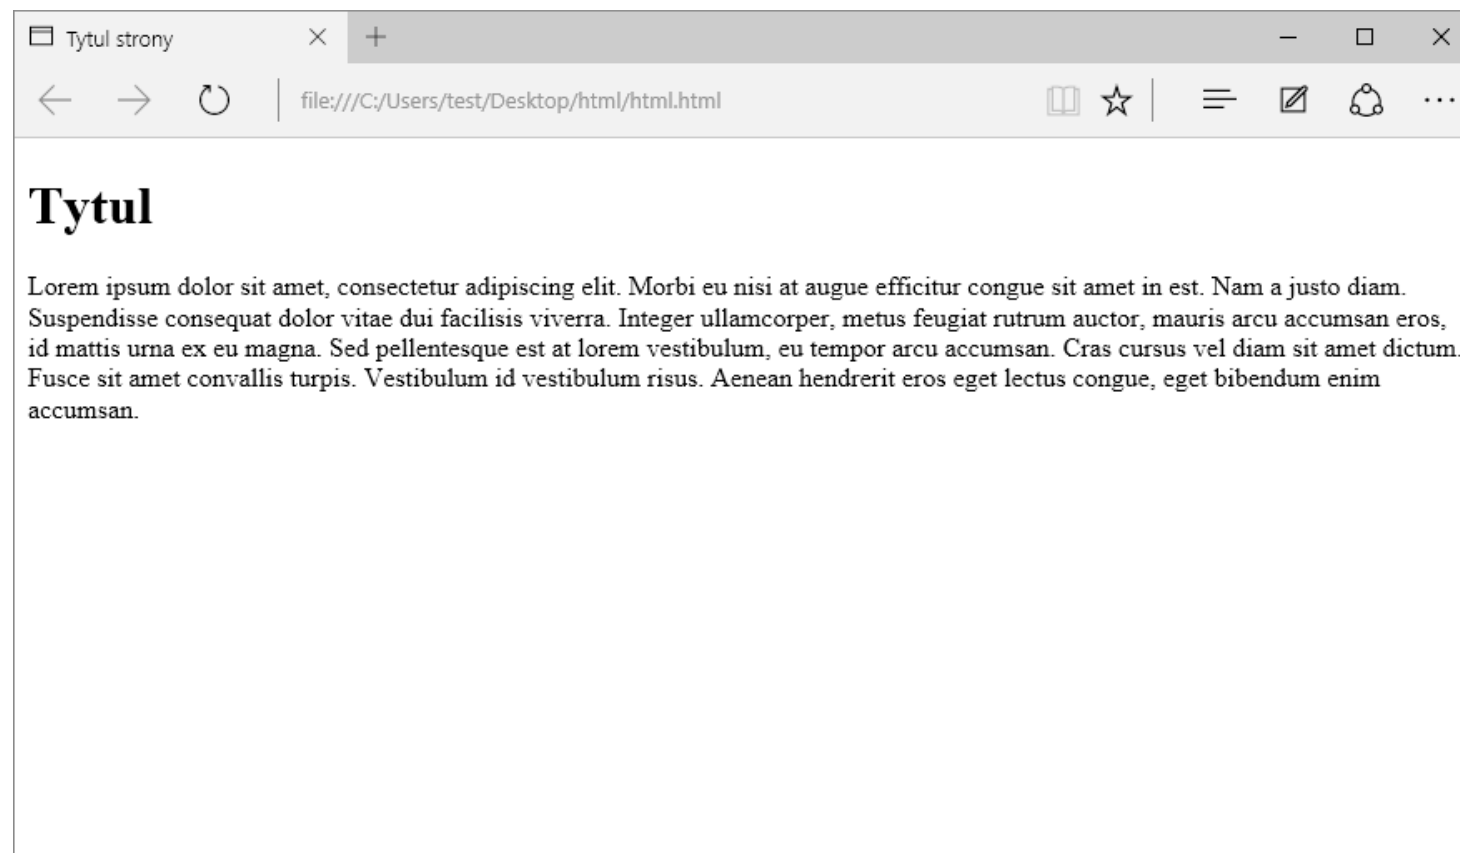 Tytul strony
file:///C:/Users/test/Desktop/html/html.html
Tytul
Lorem ipsum dolor sit amet, consectetur adipiscing elit. Morbi eu nisi at augue efficitur congue sit amet in est. Nam a justo diam.
Suspendisse consequat dolor vitae dui facilisis viverra. Integer ullamcorper, metus feugiat rutrum auctor, mauris arcu accumsan eros,
id mattis urna ex eu magna. Sed pellentesque est at lorem vestibulum, eu tempor arcu accumsan. Cras cursus vel diam sit amet dictum.
Fusce sit amet convallis turpis. Vestibulum id vestibulum risus. Aenean hendrerit eros eget lectus congue, eget bibendum enim
accumsan.